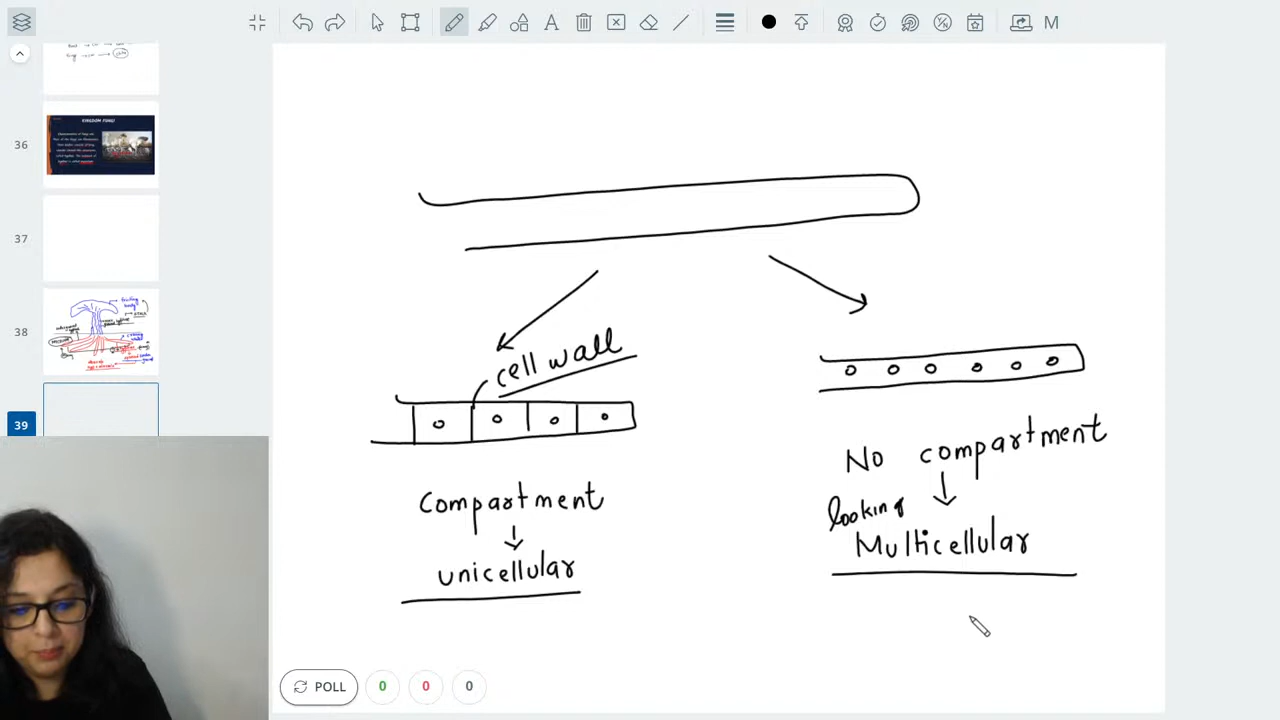 A
M
36
KINGDOM FUNGI
37
38
39
cell wall
Compartment
unicellular
No compartment
looking
Multicellular
POLL
0
0
0